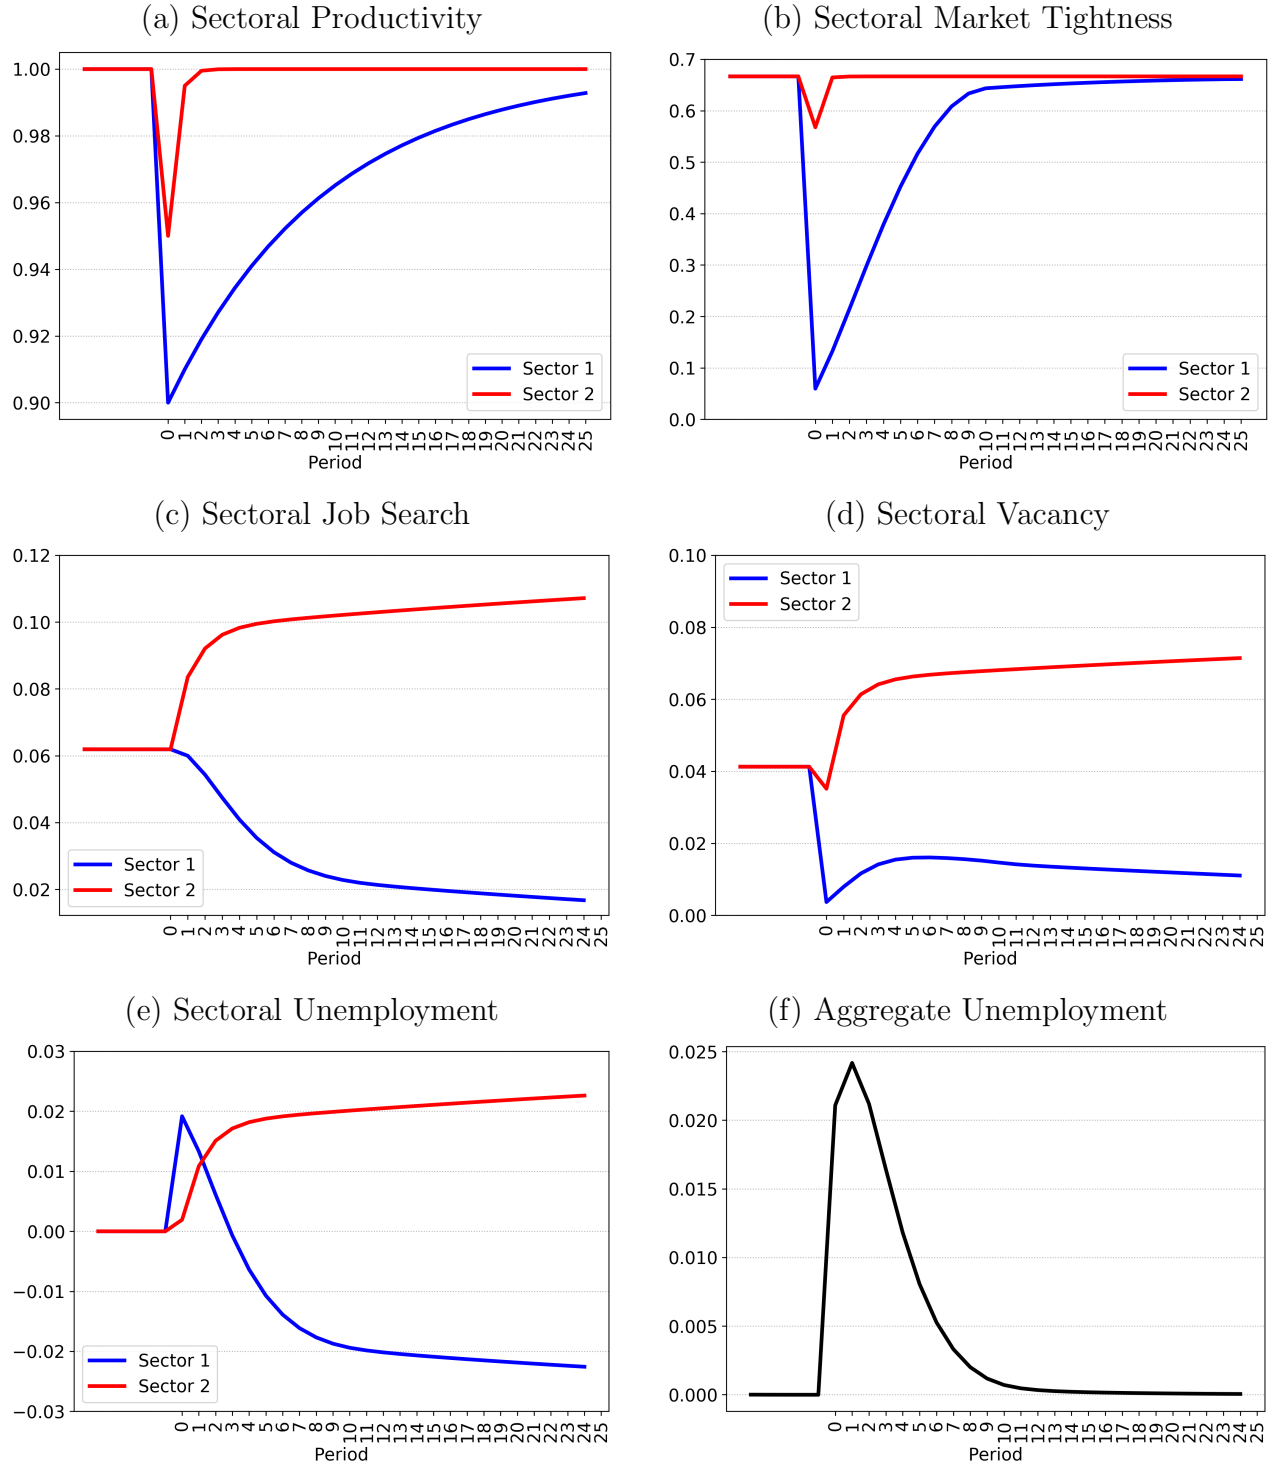 (a) Sectoral Productivity
1.00
0.98
0.96
0.94
0.92
0.90
Sector 1
Sector 2
0 1 2 3 4 5 6 7 8 9 10 11 12 13 14 15 16 17 18 19 20 21 22 23 24 25
Period
(b) Sectoral Market Tightness
0.7
0.6
0.5
0.4
0.3
0.2
0.1
0.0
Sector 1
Sector 2
0 1 2 3 4 5 6 7 8 9 10 11 12 13 14 15 16 17 18 19 20 21 22 23 24 25
Period
(c) Sectoral Job Search
0.12
0.10
0.08
0.06
0.04
0.02
Sector 1
Sector 2
0 1 2 3 4 5 6 7 8 9 10 11 12 13 14 15 16 17 18 19 20 21 22 23 24 25
Period
(d) Sectoral Vacancy
0.10
0.08
0.06
0.04
0.02
0.00
Sector 1
Sector 2
0 1 2 3 4 5 6 7 8 9 10 11 12 13 14 15 16 17 18 19 20 21 22 23 24 25
Period
(e) Sectoral Unemployment
0.03
0.02
0.01
0.00
−0.01
−0.02
−0.03
Sector 1
Sector 2
0 1 2 3 4 5 6 7 8 9 10 11 12 13 14 15 16 17 18 19 20 21 22 23 24 25
Period
(f) Aggregate Unemployment
0.025
0.020
0.015
0.010
0.005
0.000
0 1 2 3 4 5 6 7 8 9 10 11 12 13 14 15 16 17 18 19 20 21 22 23 24 25
Period